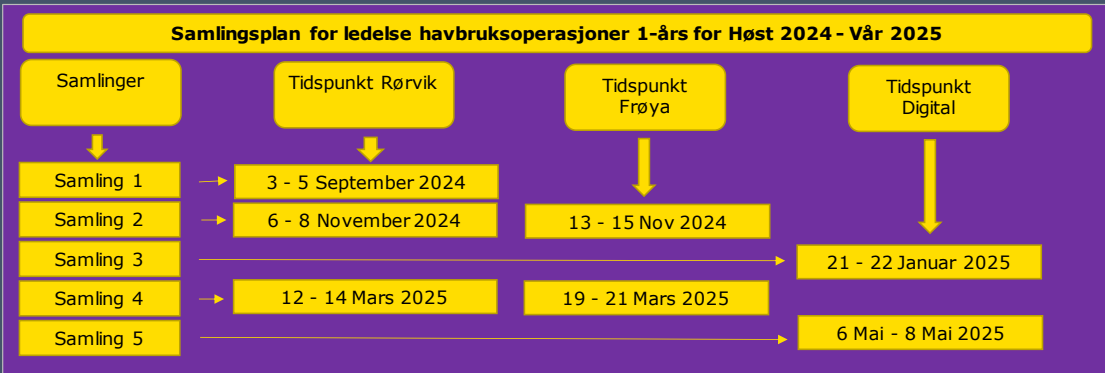 Samlingsplan for ledelse havbruksoperasjoner 1-års for Høst 2024 - Vår 2025
Samlinger
Tidspunkt Rørvik
Tidspunkt
Frøya
Tidspunkt
Digital
Samling 1
3 - 5 September 2024
Samling 2
6 - 8 November 2024
13 - 15 Nov 2024
Samling 3
21 - 22 Januar 2025
Samling 4
12 - 14 Mars 2025
19 - 21 Mars 2025
Samling 5
6 Mai - 8 Mai 2025